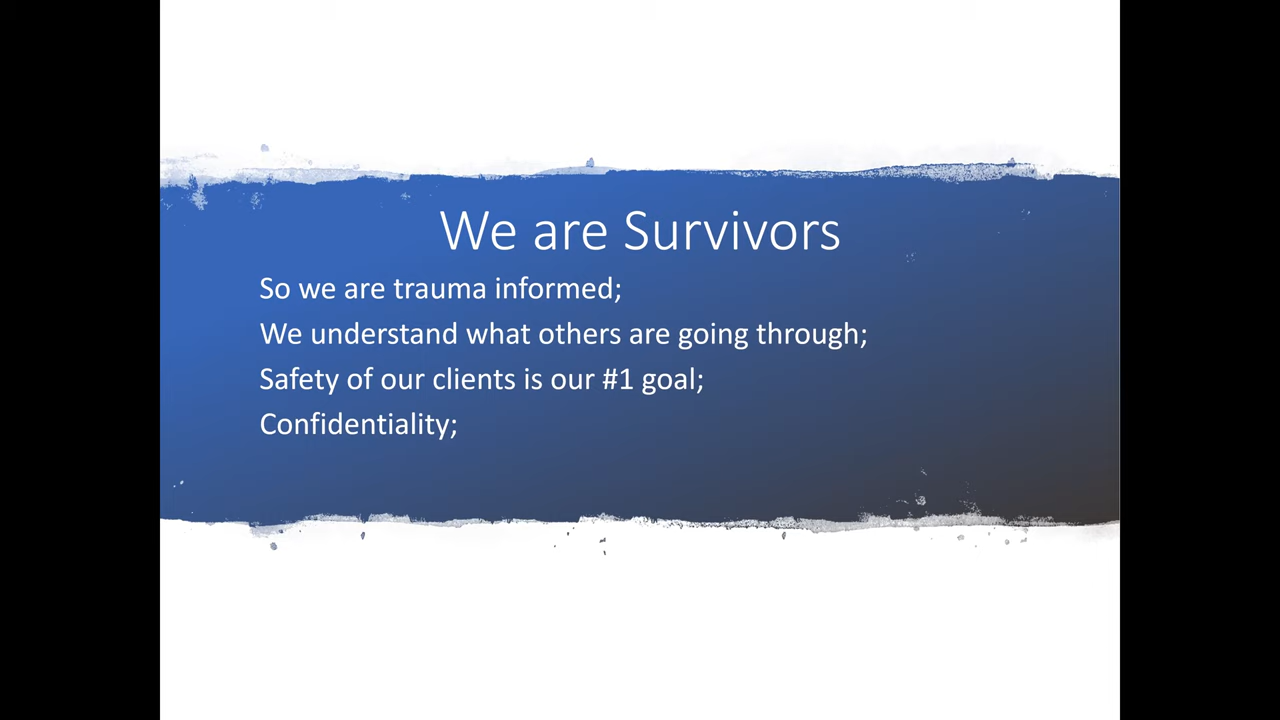 We are Survivors
So we are trauma informed;
We understand what others are going through;
Safety of our clients is our #1 goal;
Confidentiality;